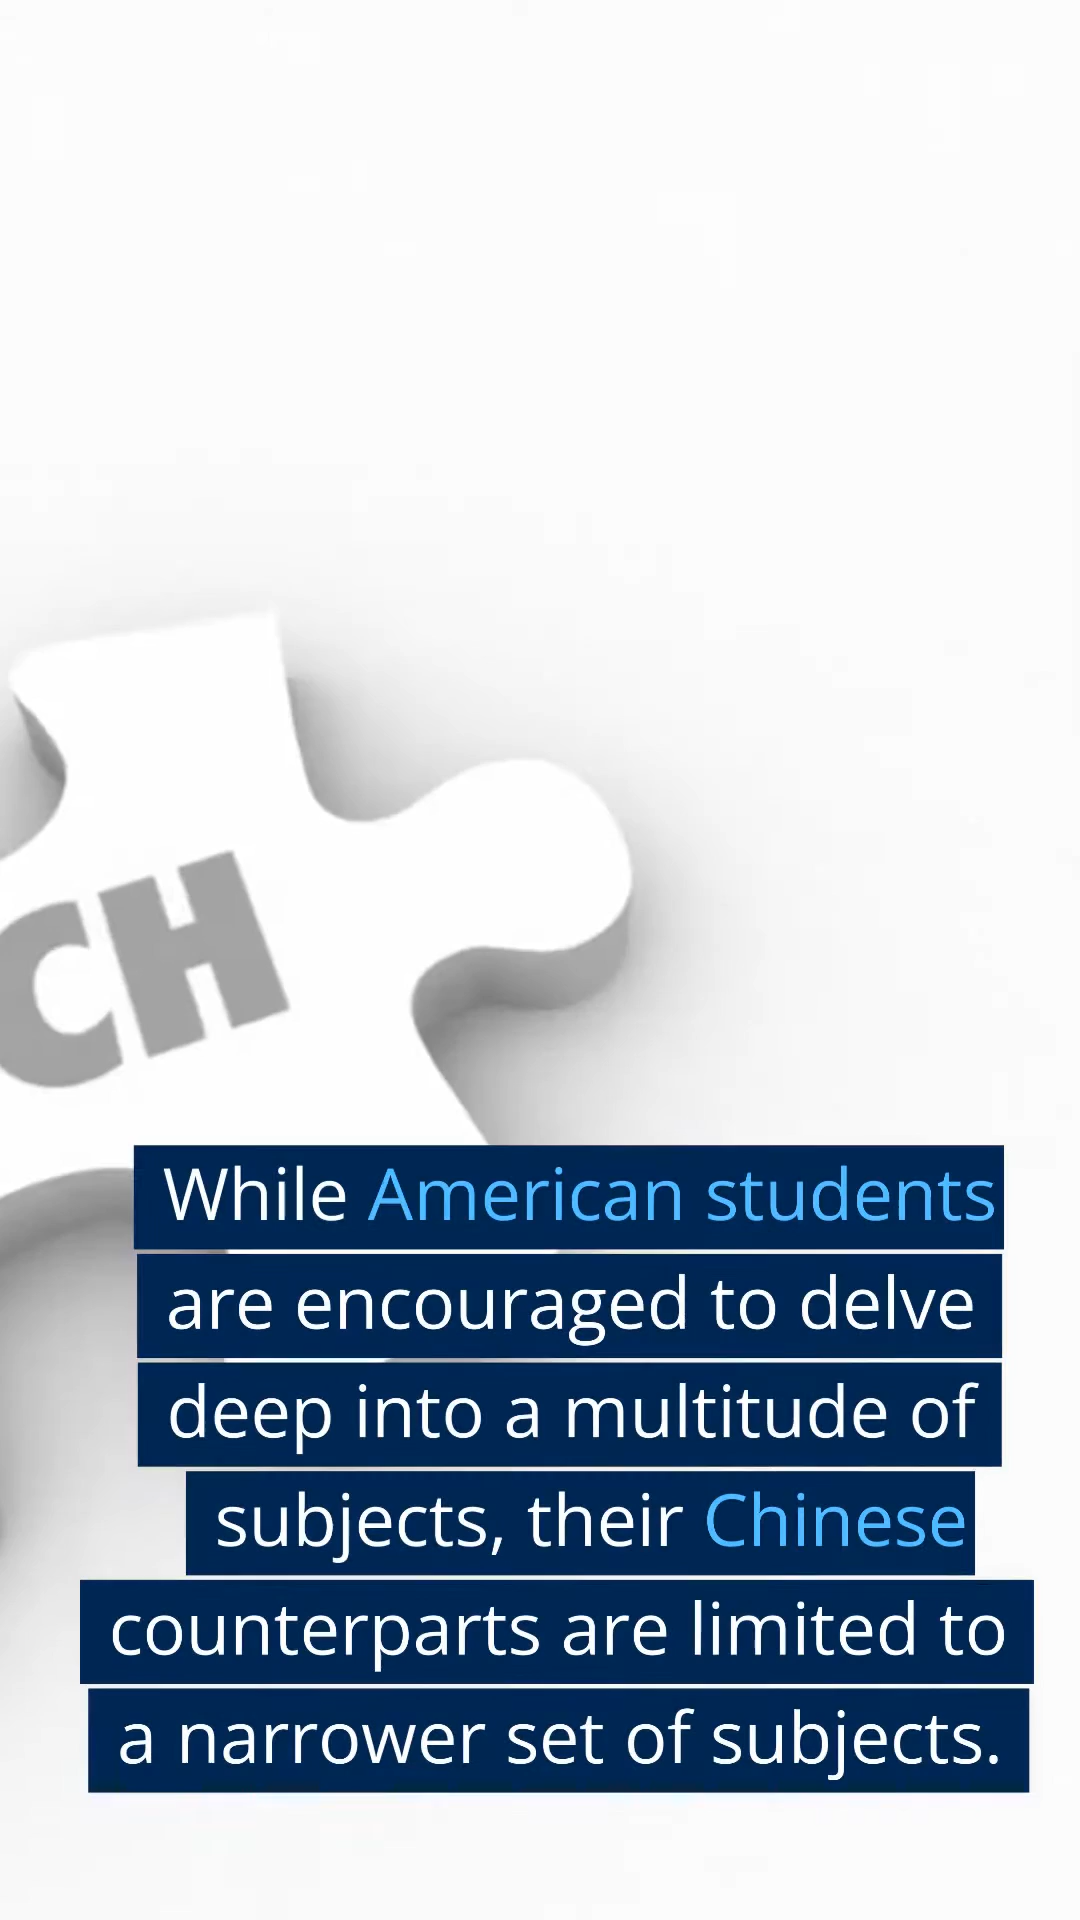 CH
While American students
are encouraged to delve
deep into a multitude of
subjects, their Chinese
counterparts are limited to
a narrower set of subjects.